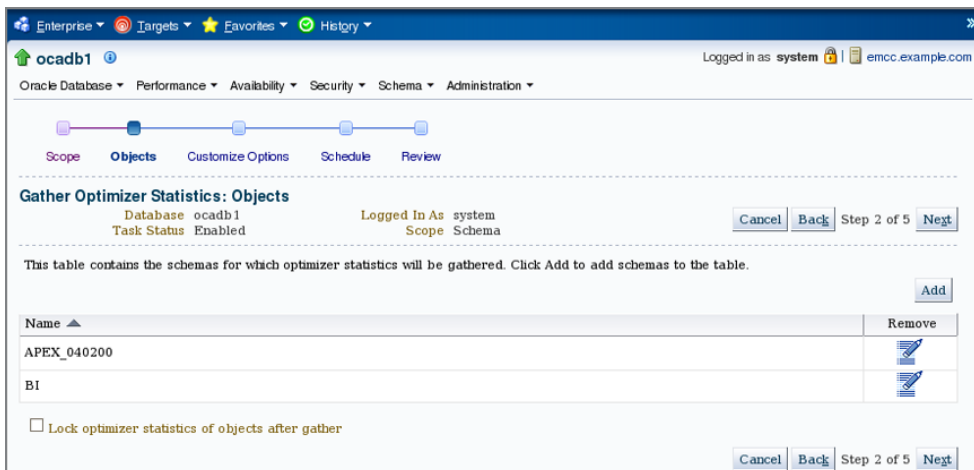 Enterprise Targets Favorites History
ocadb1 Logged in as system emcc.example.com
Oracle Database Performance Availability Security Schema Administration
Scope Objects Customize Options Schedule Review
Gather Optimizer Statistics: Objects
Database ocadb1 Logged In As system
Task Status Enabled Scope Schema
Cancel Back Step 2 of 5 Next
This table contains the schemas for which optimizer statistics will be gathered. Click Add to add schemas to the table.
Add
Name Remove
APEX_040200
BI
Lock optimizer statistics of objects after gather
Cancel Back Step 2 of 5 Next